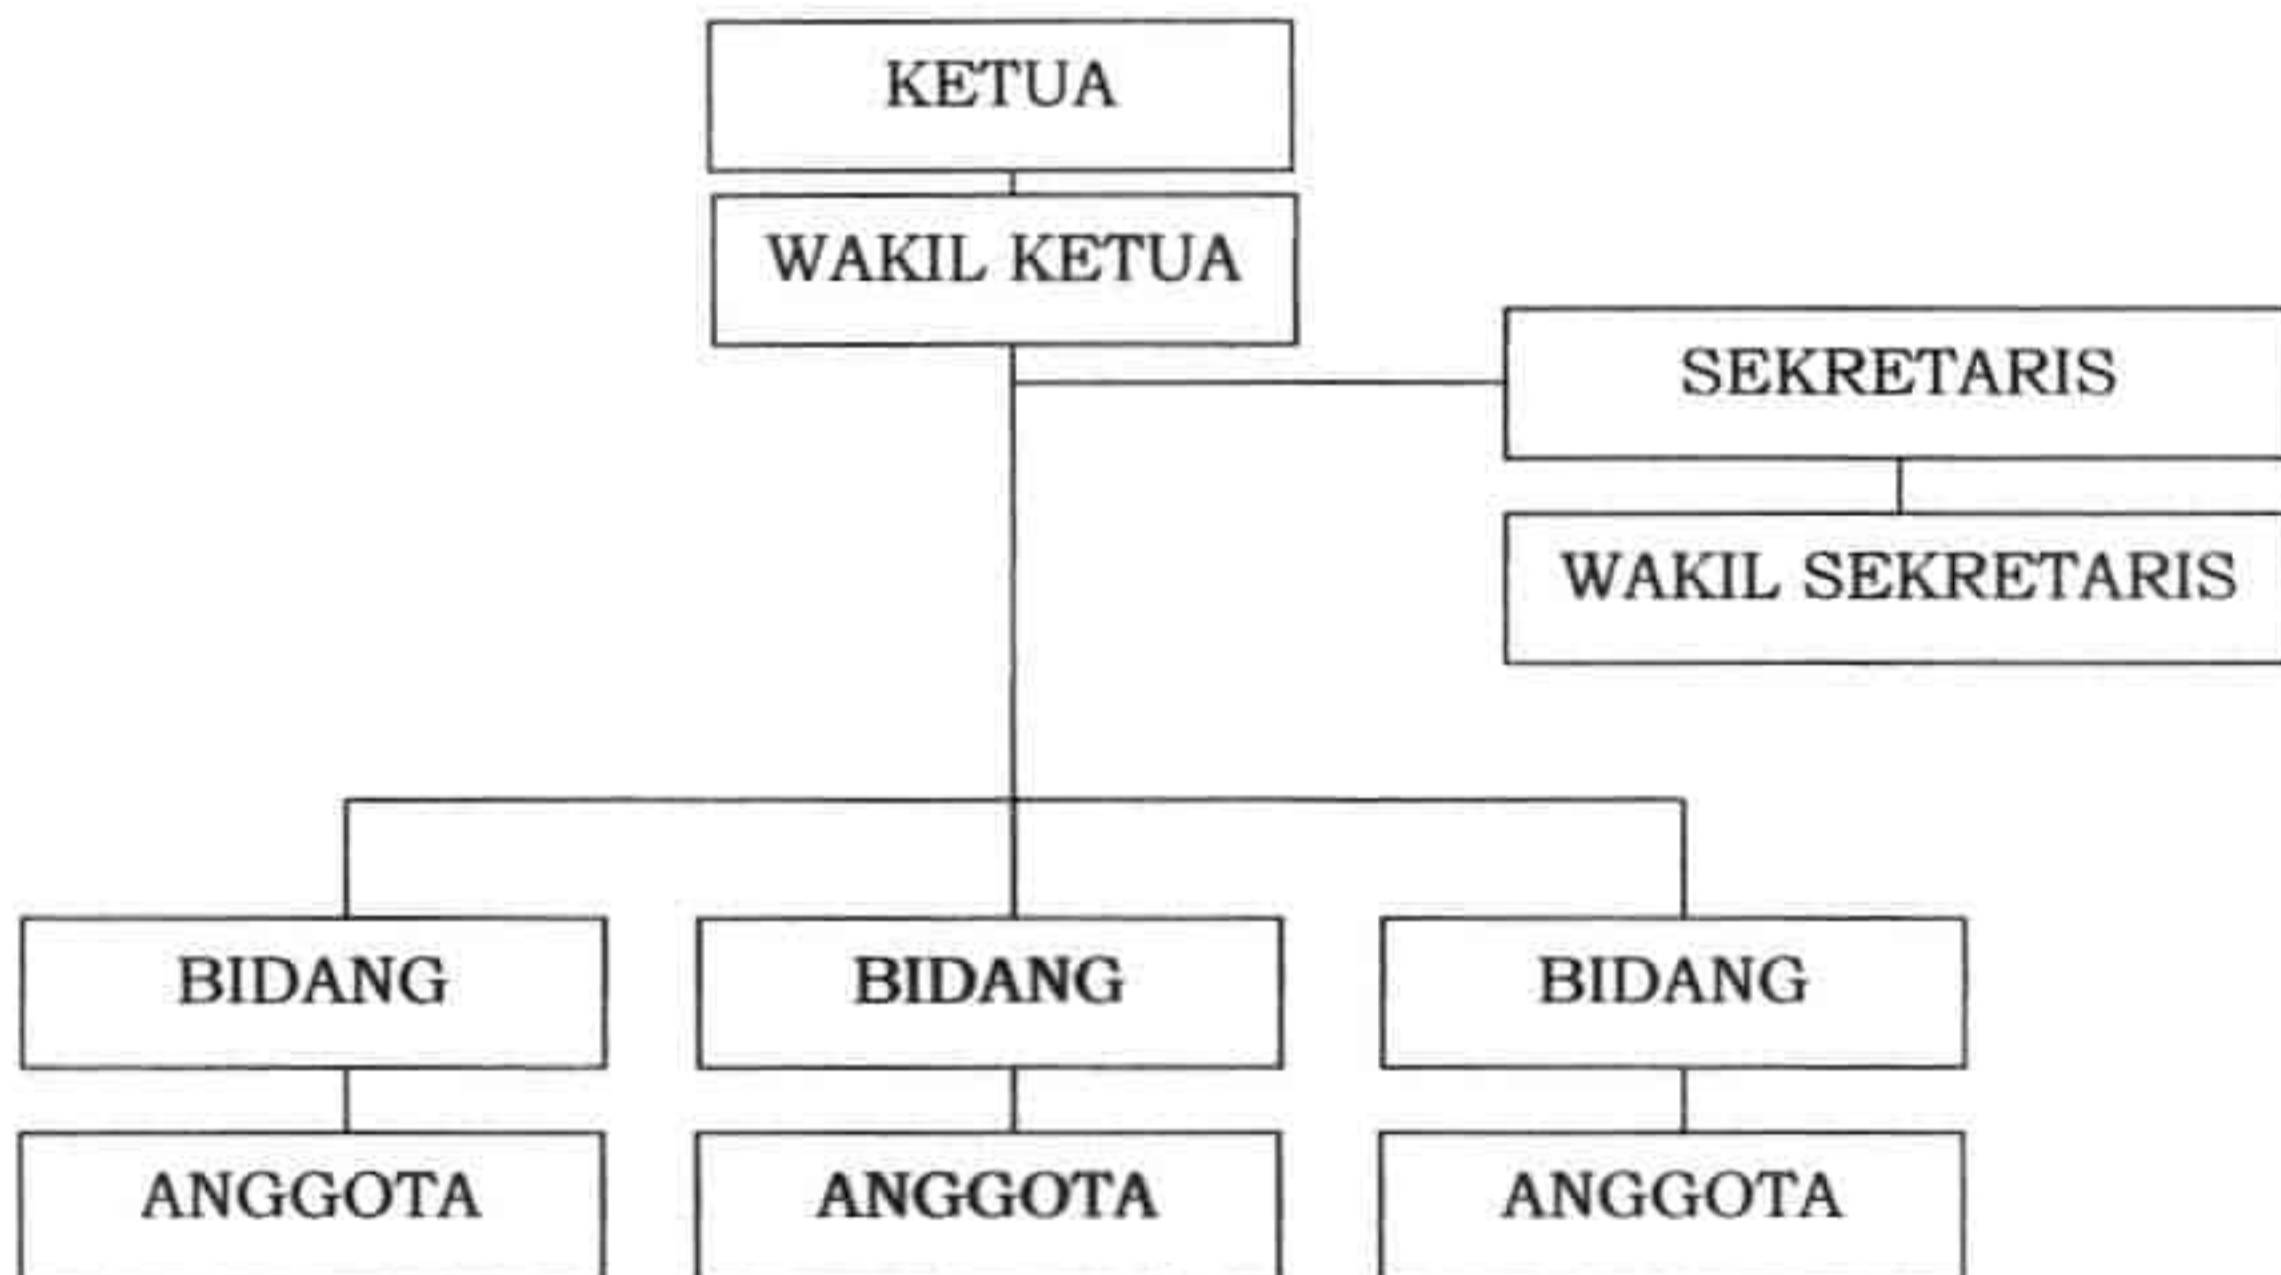 KETUA
WAKIL KETUA
SEKRETARIS
WAKIL SEKRETARIS
BIDANG
BIDANG
BIDANG
ANGGOTA
ANGGOTA
ANGGOTA